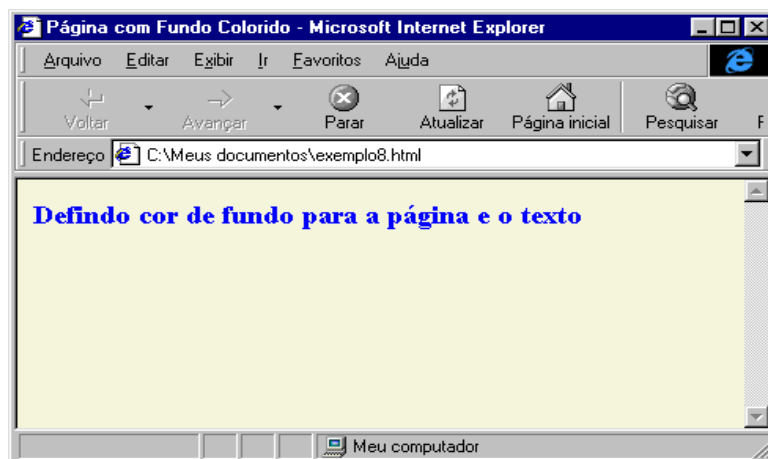 Página com Fundo Colorido - Microsoft Internet Explorer
Arquivo Editar Exibir Ir Favoritos Ajuda
Voltar Avançar Parar Atualizar Página inicial Pesquisar F
Endereço C:\Meus documentos\exemplo8.html
Defindo cor de fundo para a página e o texto
Meu computador